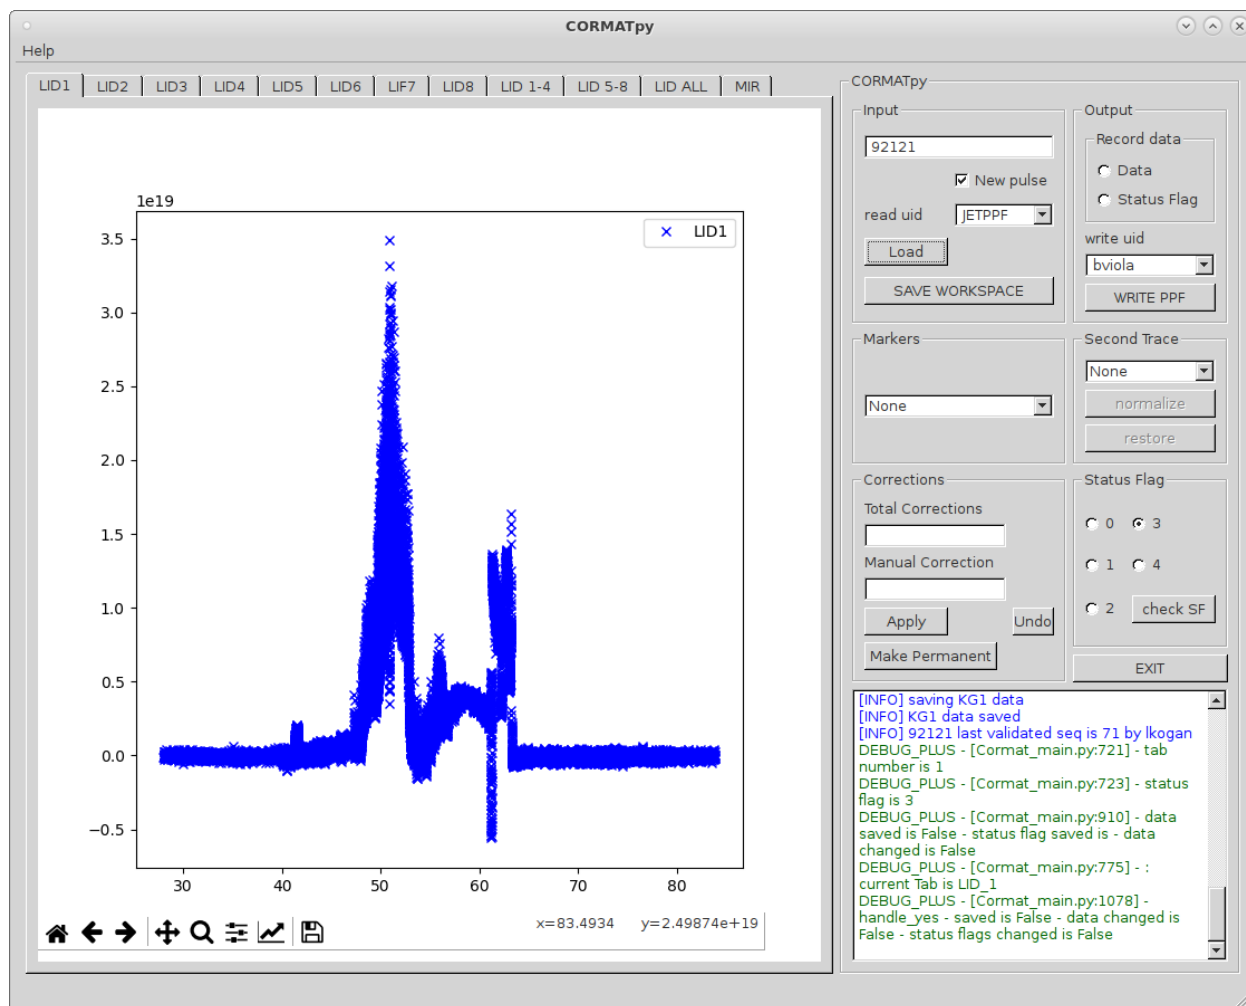 CORMATpy
Help
LID1 LID2 LID3 LID4 LID5 LID6 LIF7 LID8 LID 1-4 LID 5-8 LID ALL MIR
1e19
LID1
3.5
3.0
2.5
2.0
1.5
1.0
0.5
0.0
−0.5
30 40 50 60 70 80
x=83.4934 y=2.49874e+19
CORMATpy
Input
92121
New pulse
read uid JETPPF
Load
SAVE WORKSPACE
Output
Record data
Data
Status Flag
write uid
bviola
WRITE PPF
Markers
None
Second Trace
None
normalize
restore
Corrections
Total Corrections
Manual Correction
Apply Undo
Make Permanent
Status Flag
0 3
1 4
2 check SF
EXIT
[INFO] saving KG1 data
[INFO] KG1 data saved
[INFO] 92121 last validated seq is 71 by lkogan
DEBUG_PLUS - [Cormat_main.py:721] - tab
number is 1
DEBUG_PLUS - [Cormat_main.py:723] - status
flag is 3
DEBUG_PLUS - [Cormat_main.py:910] - data
saved is False - status flag saved is - data
changed is False
DEBUG_PLUS - [Cormat_main.py:775] - :
current Tab is LID_1
DEBUG_PLUS - [Cormat_main.py:1078] -
handle_yes - saved is False - data changed is
False - status flags changed is False